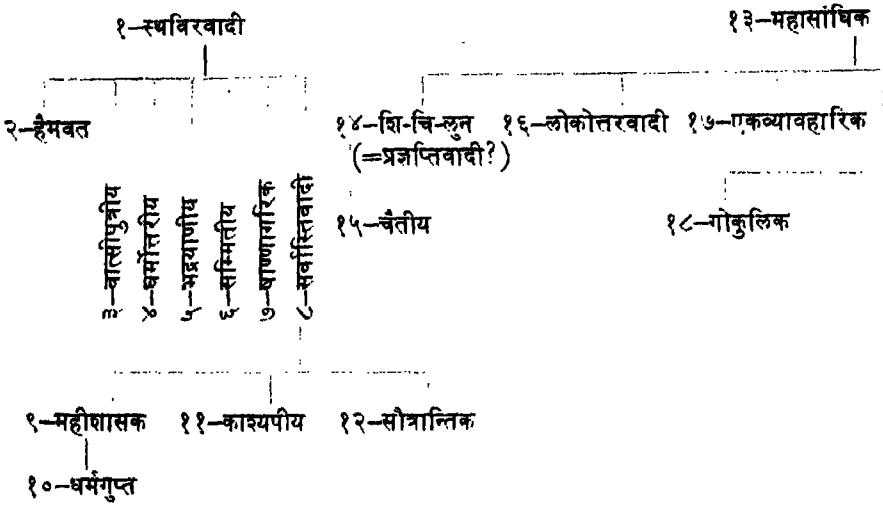 १–स्थविरवादी
१३–महासांघिक
२–हैमवत
३–वात्सीपुत्रीय
४–धर्मोत्तरीय
५–भद्रयाणीय
६–सम्मितीय
७–षाण्णागरिक
८–सर्वास्तिवादी
१४–शि-चि-लुन
(=प्रज्ञप्तिवादी?)
१६–लोकोत्तरवादी
१७–एकव्यावहारिक
१५–चैतीय
१८–गोकुलिक
९–महीशासक
११–काश्यपीय
१२–सौत्रान्तिक
१०–धर्मगुप्त